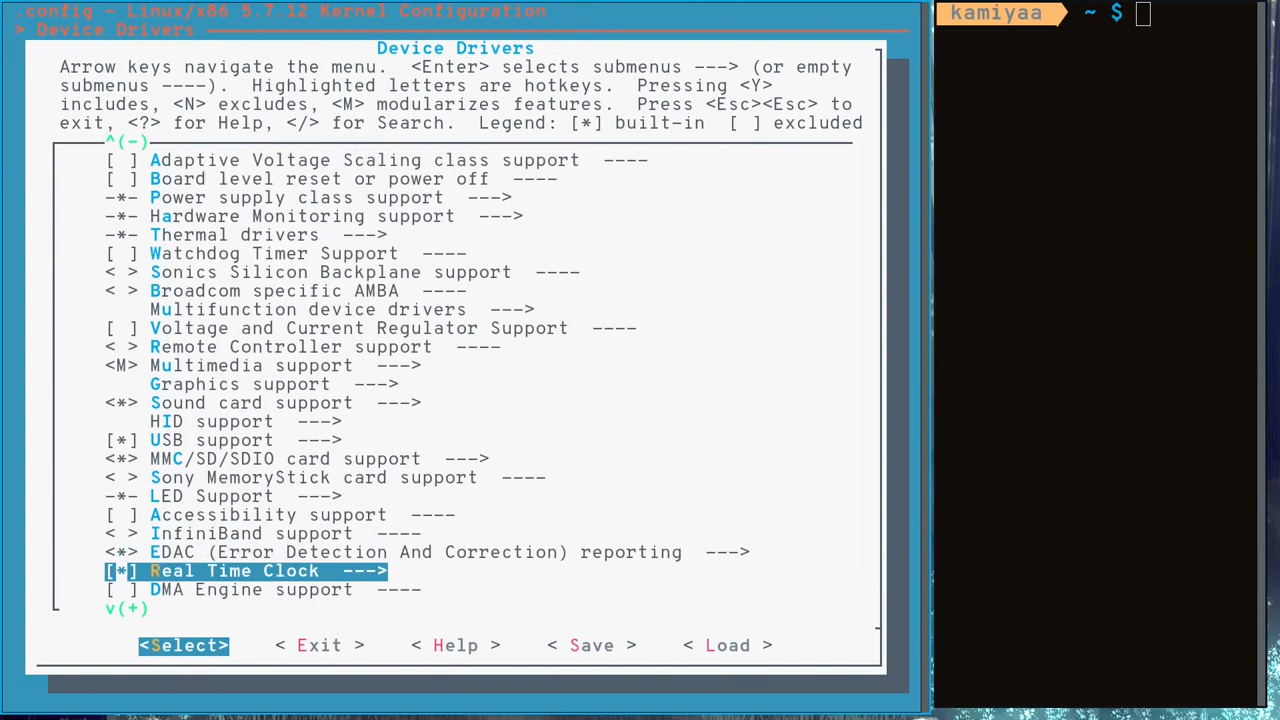 .config - Linux/x86 5.7.12 Kernel Configuration
> Device Drivers
Device Drivers
Arrow keys navigate the menu.  <Enter> selects submenus ---> (or empty
submenus ----).  Highlighted letters are hotkeys.  Pressing <Y>
includes, <N> excludes, <M> modularizes features.  Press <Esc><Esc> to
exit, <?> for Help, </> for Search.  Legend: [*] built-in  [ ] excluded
^(-)
[ ] Adaptive Voltage Scaling class support  ----
[ ] Board level reset or power off  ----
-*- Power supply class support  --->
-*- Hardware Monitoring support  --->
-*- Thermal drivers  --->
[ ] Watchdog Timer Support  ----
< > Sonics Silicon Backplane support  ----
< > Broadcom specific AMBA  ----
Multifunction device drivers  --->
[ ] Voltage and Current Regulator Support  ----
< > Remote Controller support  ----
<M> Multimedia support  --->
Graphics support  --->
<*> Sound card support  --->
HID support  --->
[*] USB support  --->
<*> MMC/SD/SDIO card support  --->
< > Sony MemoryStick card support  ----
-*- LED Support  --->
[ ] Accessibility support  ----
< > InfiniBand support  ----
<*> EDAC (Error Detection And Correction) reporting  --->
[*] Real Time Clock  --->
[ ] DMA Engine support  ----
v(+)
<Select>    < Exit >    < Help >    < Save >    < Load >
kamiyaa ~ $